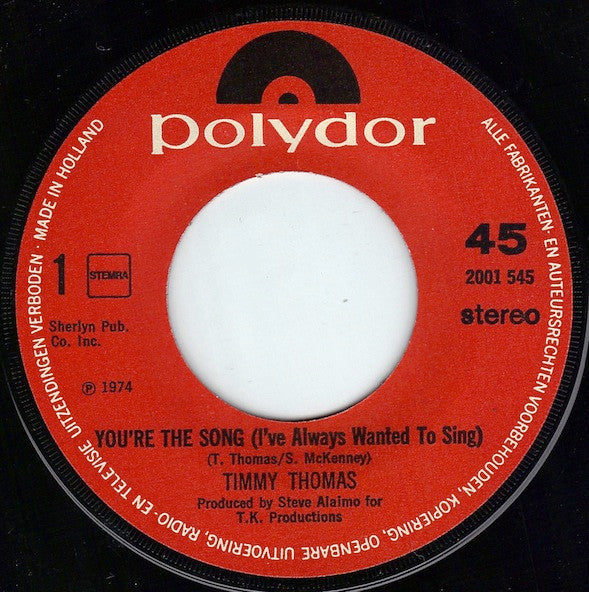 polydor
ALLE FABRIKANTEN- EN AUTEURSRECHTEN VOORBEHOUDEN, KOPIERING, OPENBARE UITVOERING, RADIO- EN TELEVISIE UITZENDINGEN VERBODEN · MADE IN HOLLAND
45
2001 545
stereo
1
STEMRA
Sherlyn Pub.
Co. Inc.
℗ 1974
YOU'RE THE SONG (I've Always Wanted To Sing)
(T. Thomas/S. McKenney)
TIMMY THOMAS
Produced by Steve Alaimo for
T.K. Productions